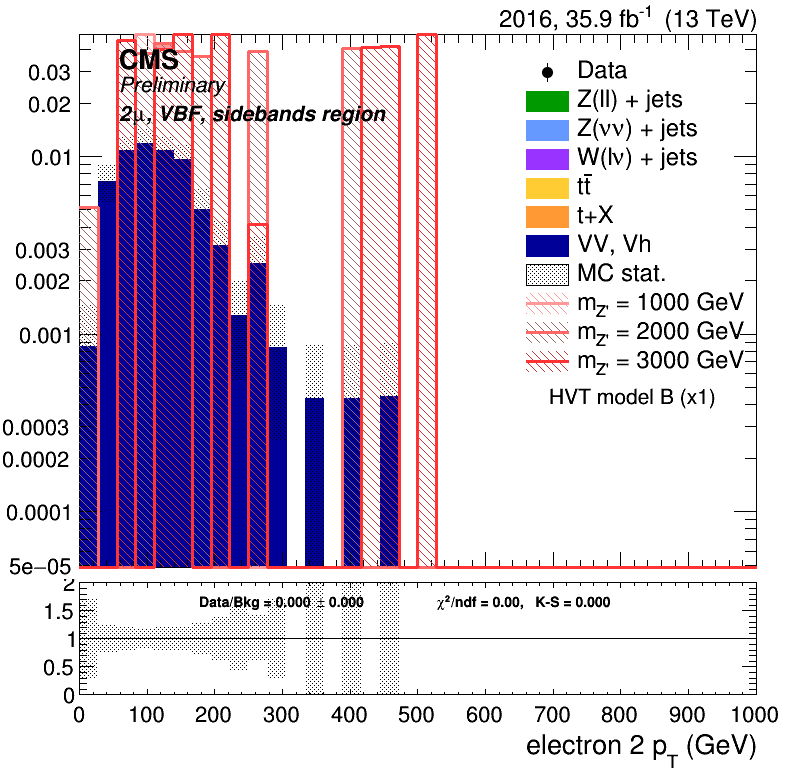 2016, 35.9 fb⁻¹ (13 TeV)
CMS
Preliminary
2μ, VBF, sidebands region
Data
Z(ll) + jets
Z(νν) + jets
W(lν) + jets
tt̄
t+X
VV, Vh
MC stat.
m_Z' = 1000 GeV
m_Z' = 2000 GeV
m_Z' = 3000 GeV
HVT model B (x1)
0.03
0.02
0.01
0.003
0.002
0.001
0.0003
0.0002
0.0001
5e−05
Data/Bkg = 0.000 ± 0.000
χ²/ndf = 0.00, K-S = 0.000
2
1.5
1
0.5
0
0 100 200 300 400 500 600 700 800 900 1000
electron 2 p_T (GeV)